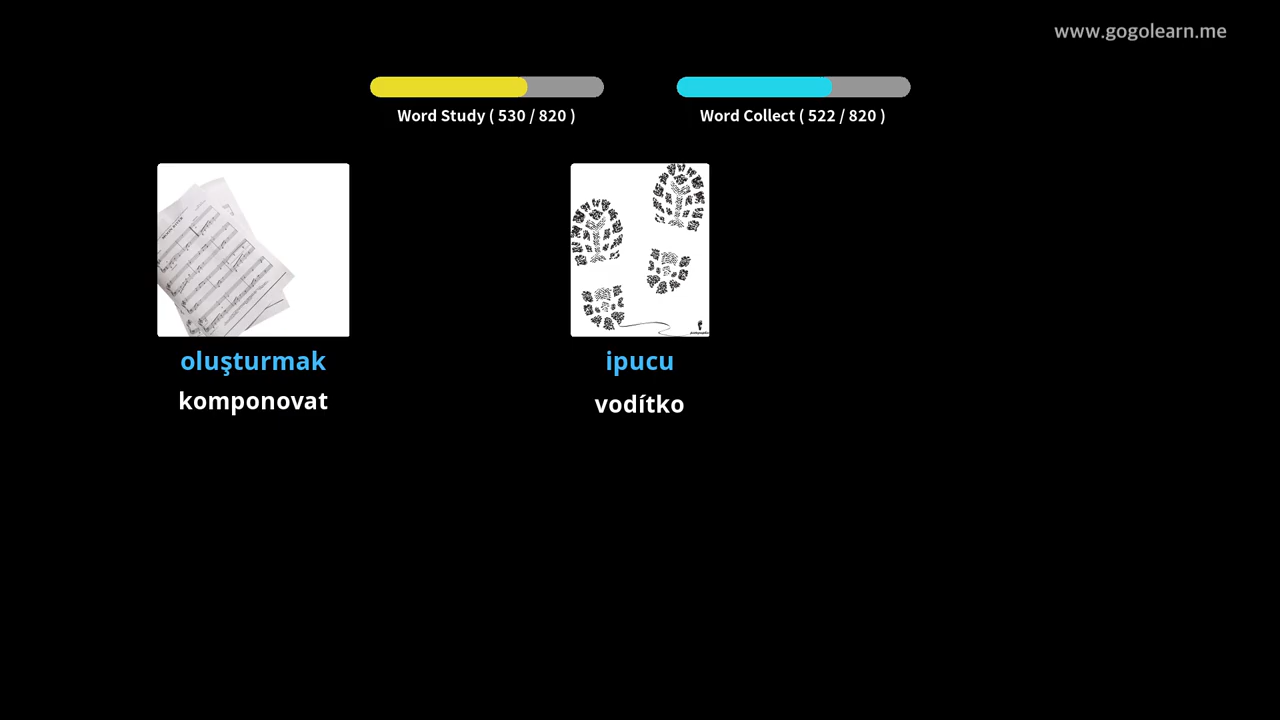 www.gogolearn.me
Word Study ( 530 / 820 )
Word Collect ( 522 / 820 )
oluşturmak
ipucu
komponovat
vodítko